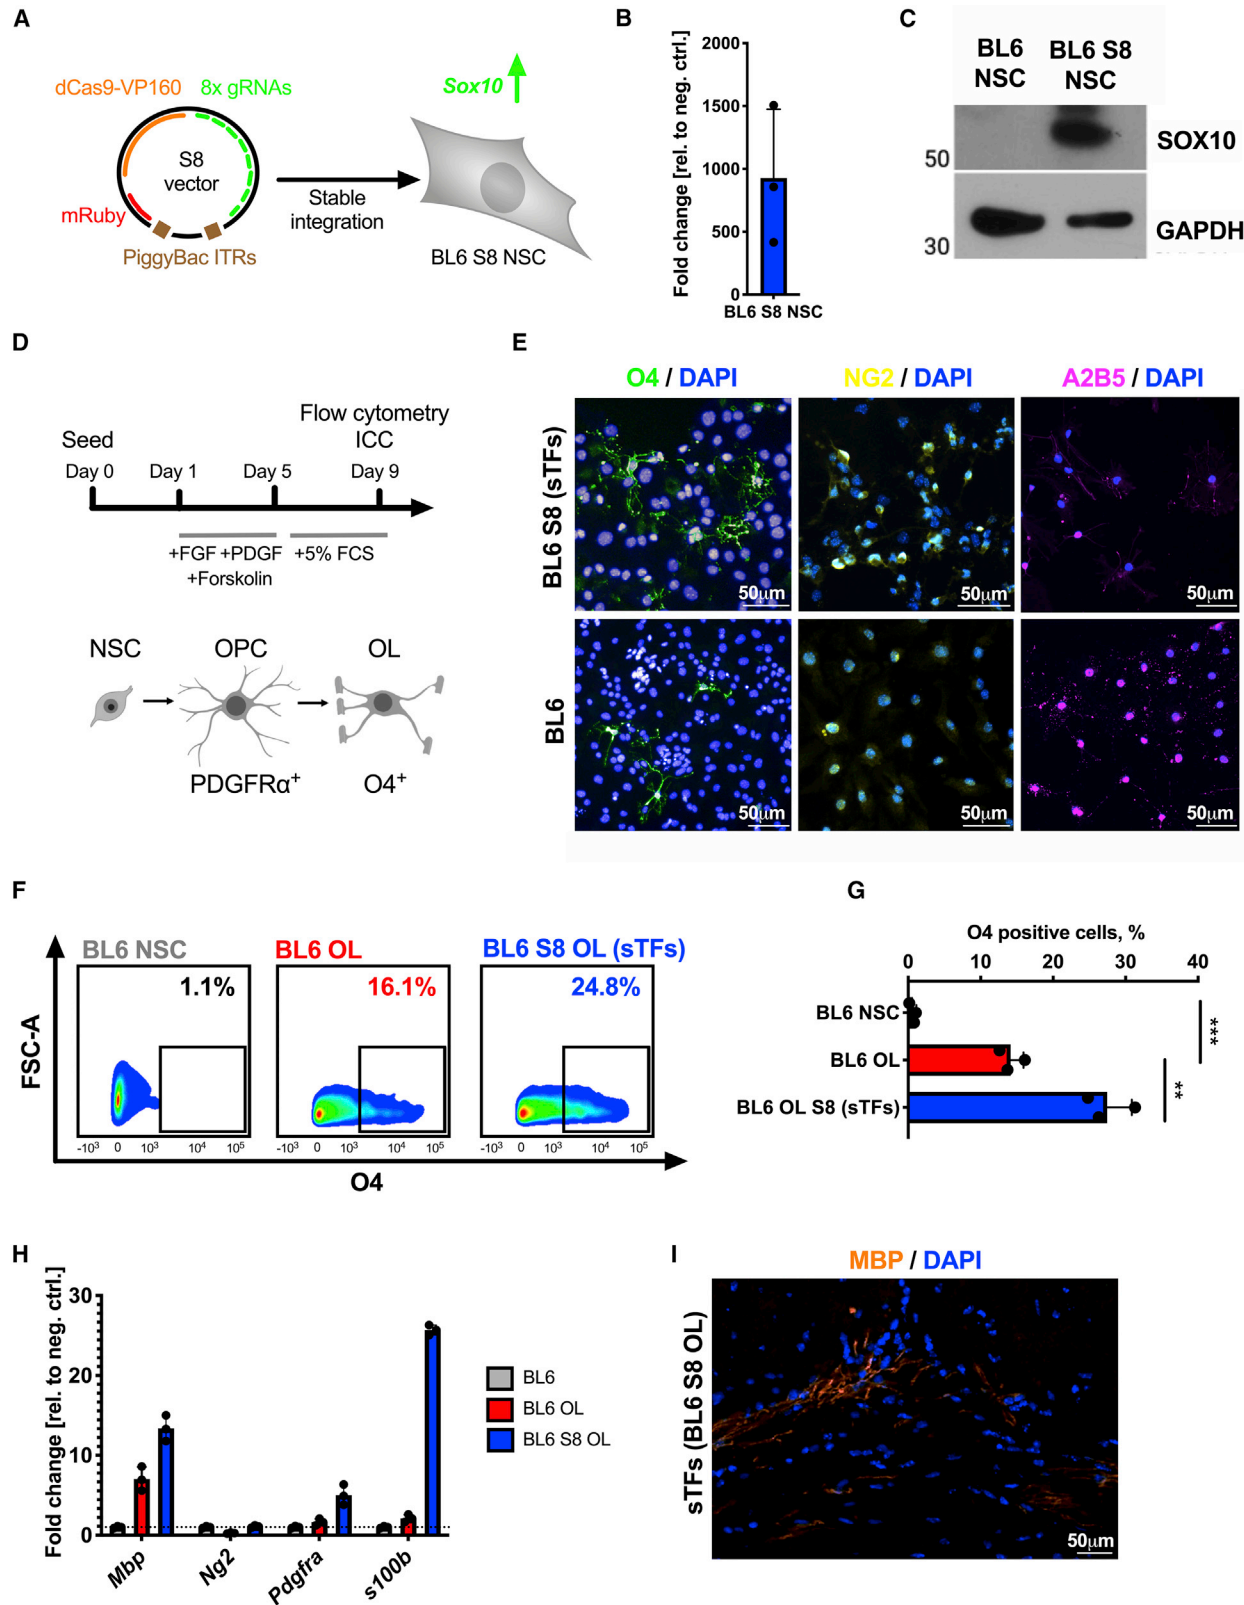 A
dCas9-VP160 8x gRNAs
Sox10
S8
vector
mRuby
PiggyBac ITRs
Stable
integration
BL6 S8 NSC
B
Fold change [rel. to neg. ctrl.]
2000
1500
1000
500
0
BL6 S8 NSC
C
BL6
NSC
BL6 S8
NSC
50
SOX10
30
GAPDH
D
Flow cytometry
Seed ICC
Day 0 Day 1 Day 5 Day 9
+FGF +PDGF +5% FCS
+Forskolin
NSC OPC OL
PDGFRα+ O4+
E
O4 / DAPI NG2 / DAPI A2B5 / DAPI
BL6 S8 (sTFs)
50μm 50μm 50μm
BL6
50μm 50μm 50μm
F
BL6 NSC BL6 OL BL6 S8 OL (sTFs)
1.1% 16.1% 24.8%
FSC-A
-10³ 0 10³ 10⁴ 10⁵ -10³ 0 10³ 10⁴ 10⁵ -10³ 0 10³ 10⁴ 10⁵
O4
G
O4 positive cells, %
0 10 20 30 40
BL6 NSC
BL6 OL
BL6 OL S8 (sTFs)
***
**
H
Fold change [rel. to neg. ctrl.]
30
20
10
0
Mbp Ng2 Pdgfra s100b
BL6
BL6 OL
BL6 S8 OL
I
MBP / DAPI
sTFs (BL6 S8 OL)
50μm